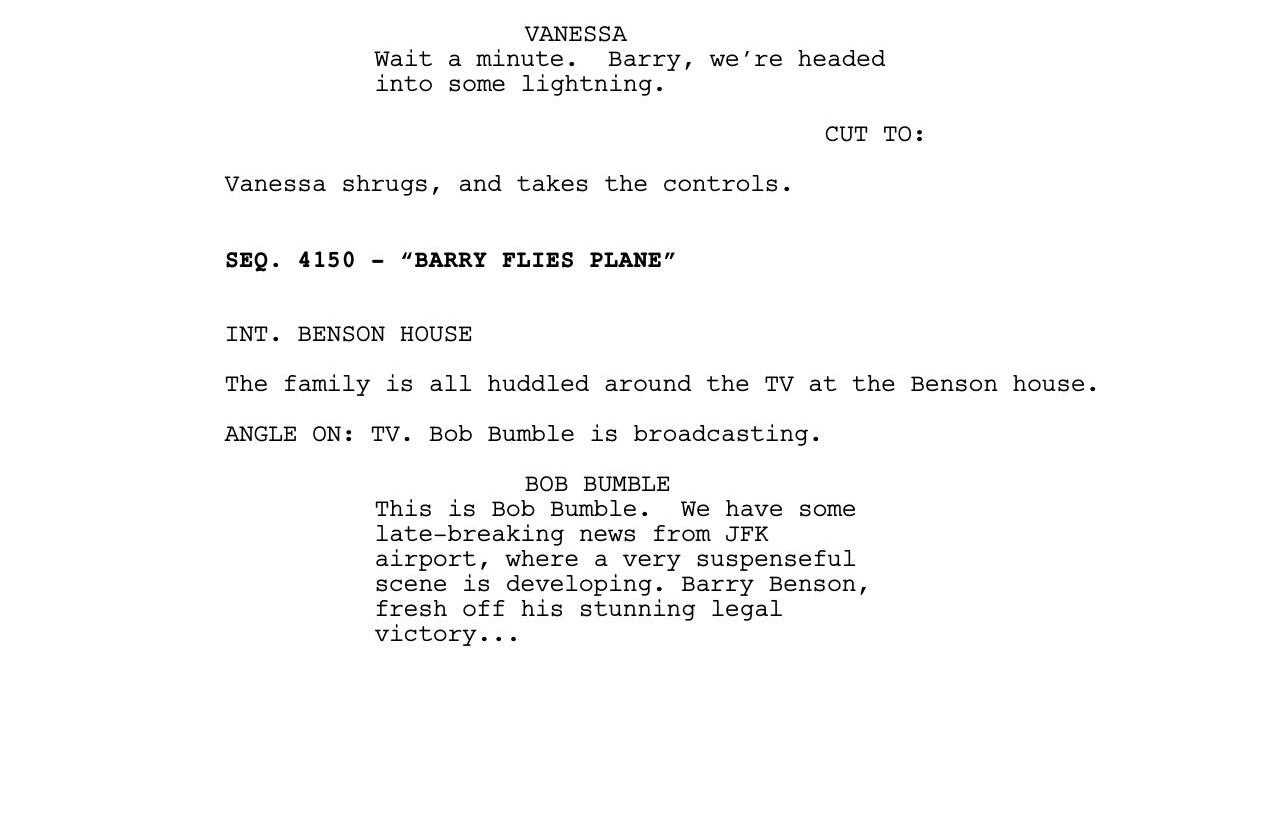 VANESSA
Wait a minute.  Barry, we’re headed
into some lightning.
CUT TO:
Vanessa shrugs, and takes the controls.
SEQ. 4150 - “BARRY FLIES PLANE”
INT. BENSON HOUSE
The family is all huddled around the TV at the Benson house.
ANGLE ON: TV. Bob Bumble is broadcasting.
BOB BUMBLE
This is Bob Bumble.  We have some
late-breaking news from JFK
airport, where a very suspenseful
scene is developing. Barry Benson,
fresh off his stunning legal
victory...